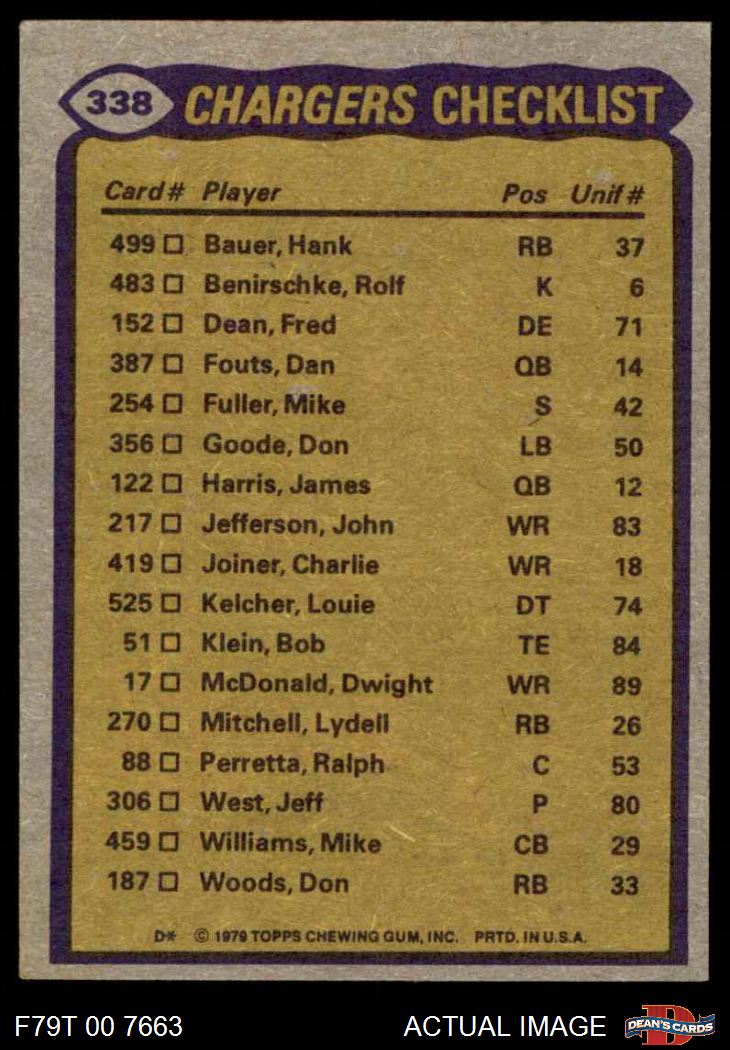 338 CHARGERS CHECKLIST
Card # Player Pos Unif #
499 □ Bauer, Hank RB 37
483 □ Benirschke, Rolf K 6
152 □ Dean, Fred DE 71
387 □ Fouts, Dan QB 14
254 □ Fuller, Mike S 42
356 □ Goode, Don LB 50
122 □ Harris, James QB 12
217 □ Jefferson, John WR 83
419 □ Joiner, Charlie WR 18
525 □ Kelcher, Louie DT 74
51 □ Klein, Bob TE 84
17 □ McDonald, Dwight WR 89
270 □ Mitchell, Lydell RB 26
88 □ Perretta, Ralph C 53
306 □ West, Jeff P 80
459 □ Williams, Mike CB 29
187 □ Woods, Don RB 33
D* © 1979 TOPPS CHEWING GUM, INC. PRTD. IN U.S.A.
F79T 00 7663 ACTUAL IMAGE D DEAN'S CARDS